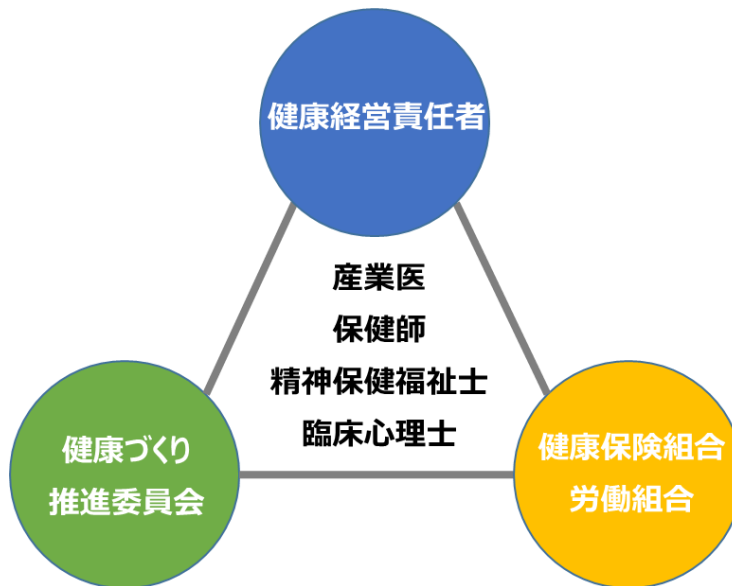 健康経営責任者
産業医
保健師
精神保健福祉士
臨床心理士
健康づくり
推進委員会
健康保険組合
労働組合